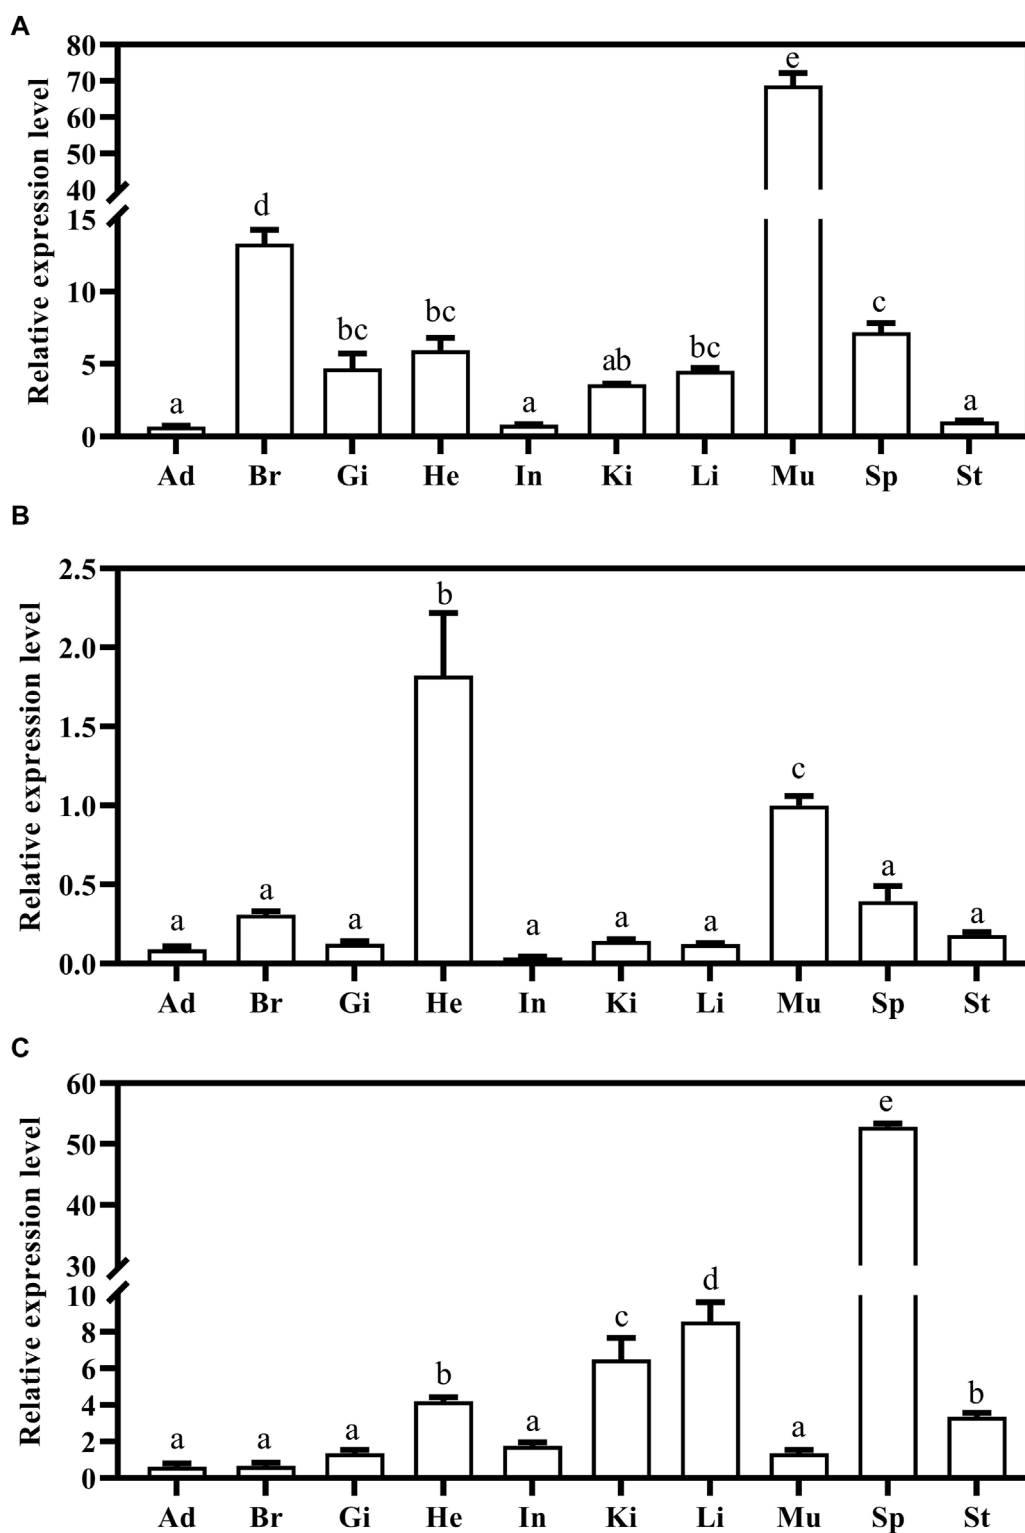 A
Relative expression level
80
70
60
50
40
15
10
5
0
a
d
bc
bc
a
ab
bc
e
c
a
Ad Br Gi He In Ki Li Mu Sp St
B
Relative expression level
2.5
2.0
1.5
1.0
0.5
0.0
a
a
a
b
a
a
a
c
a
a
Ad Br Gi He In Ki Li Mu Sp St
C
Relative expression level
60
50
40
30
10
8
6
4
2
0
a
a
a
b
a
c
d
a
e
b
Ad Br Gi He In Ki Li Mu Sp St